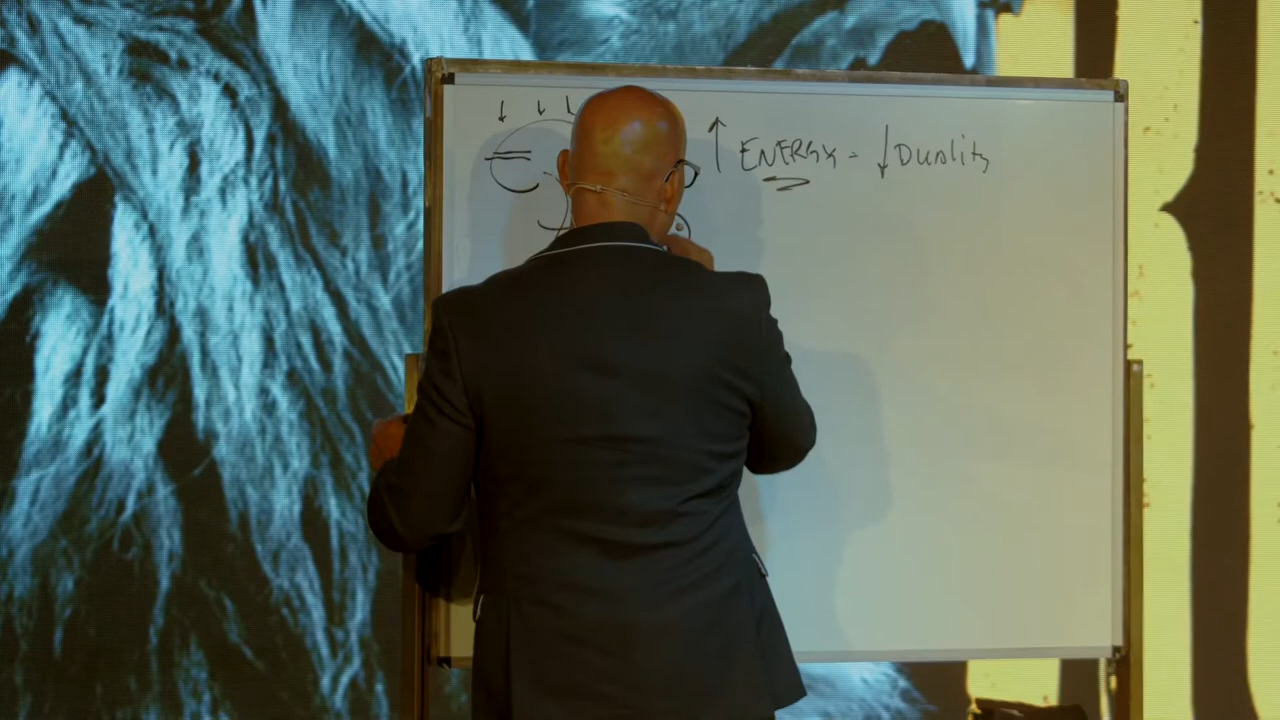 ↑ ENERGY = ↓ Duality